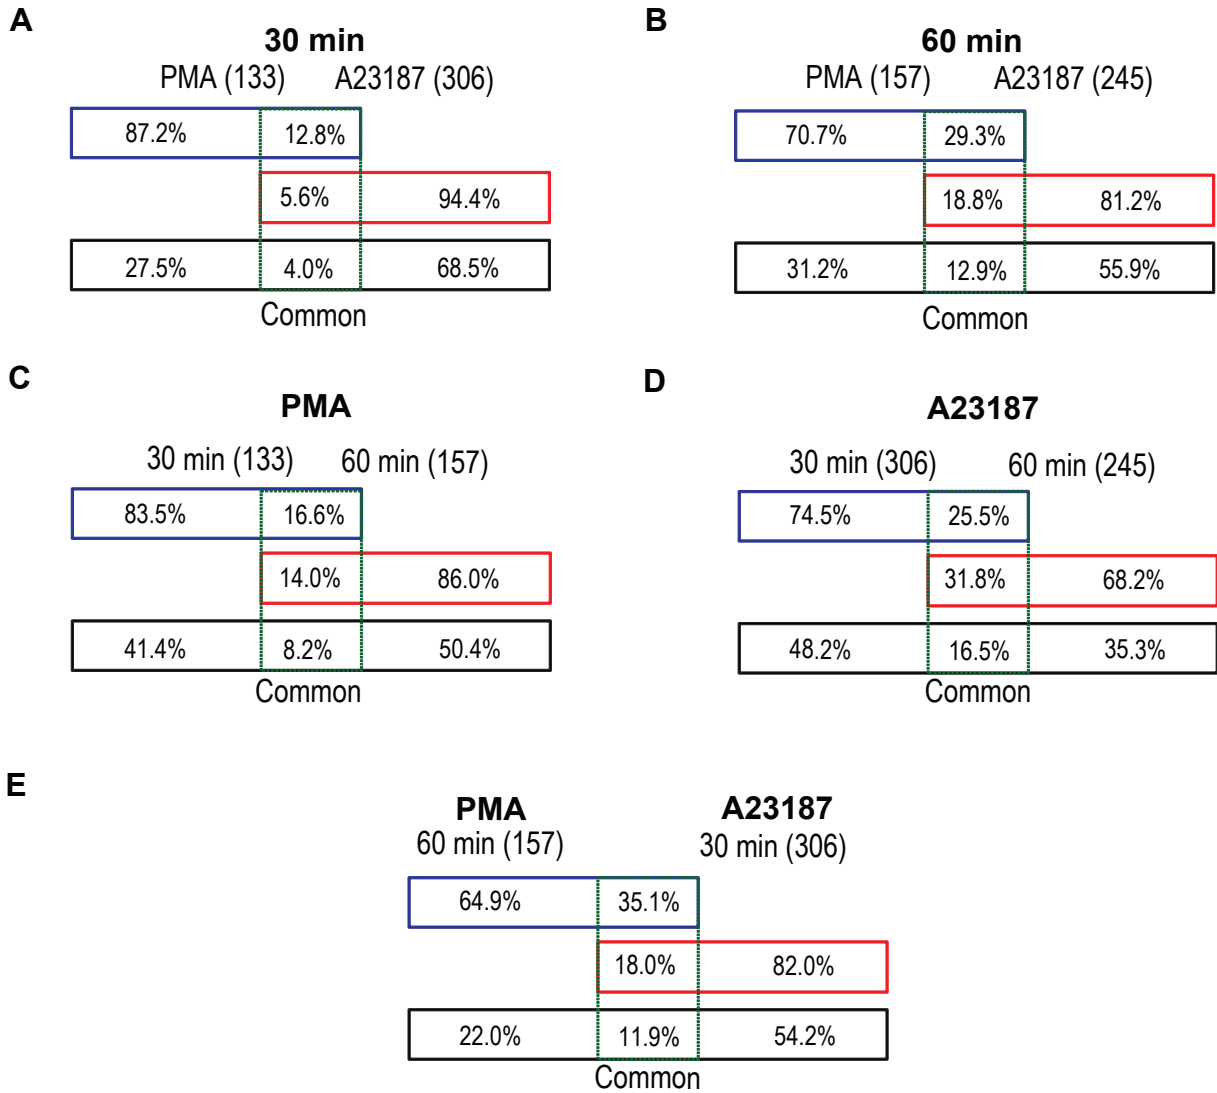 A
30 min
PMA (133) A23187 (306)
87.2% 12.8%
5.6% 94.4%
27.5% 4.0% 68.5%
Common
B
60 min
PMA (157) A23187 (245)
70.7% 29.3%
18.8% 81.2%
31.2% 12.9% 55.9%
Common
C
PMA
30 min (133) 60 min (157)
83.5% 16.6%
14.0% 86.0%
41.4% 8.2% 50.4%
Common
D
A23187
30 min (306) 60 min (245)
74.5% 25.5%
31.8% 68.2%
48.2% 16.5% 35.3%
Common
E
PMA A23187
60 min (157) 30 min (306)
64.9% 35.1%
18.0% 82.0%
22.0% 11.9% 54.2%
Common